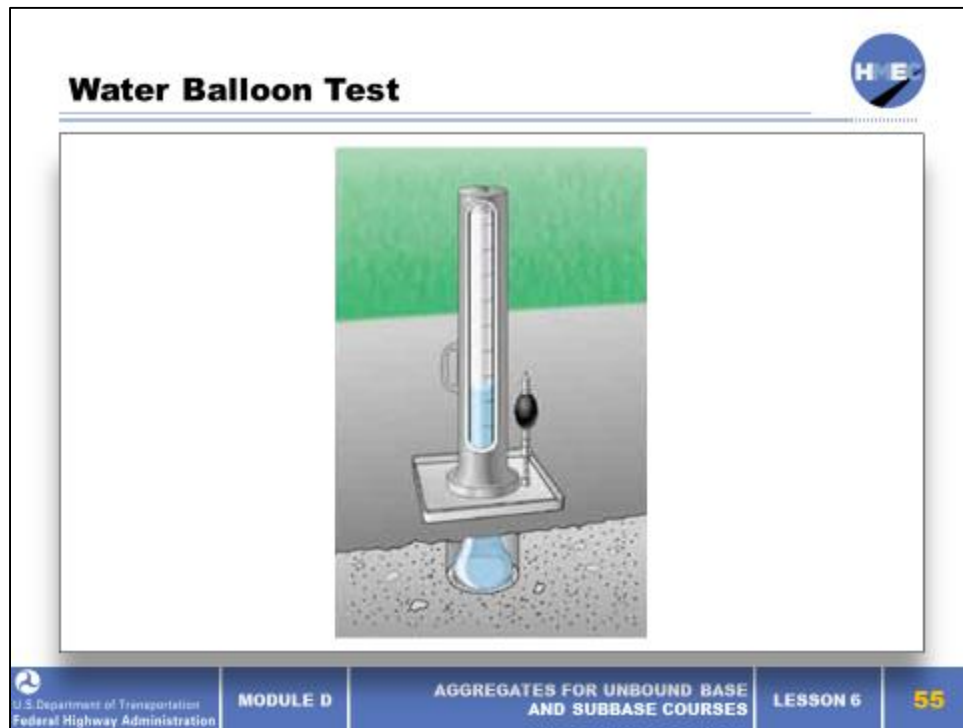 Water Balloon Test
H E
U.S.Department of Transportation
Federal Highway Administration
MODULE D
AGGREGATES FOR UNBOUND BASE
AND SUBBASE COURSES
LESSON 6
55